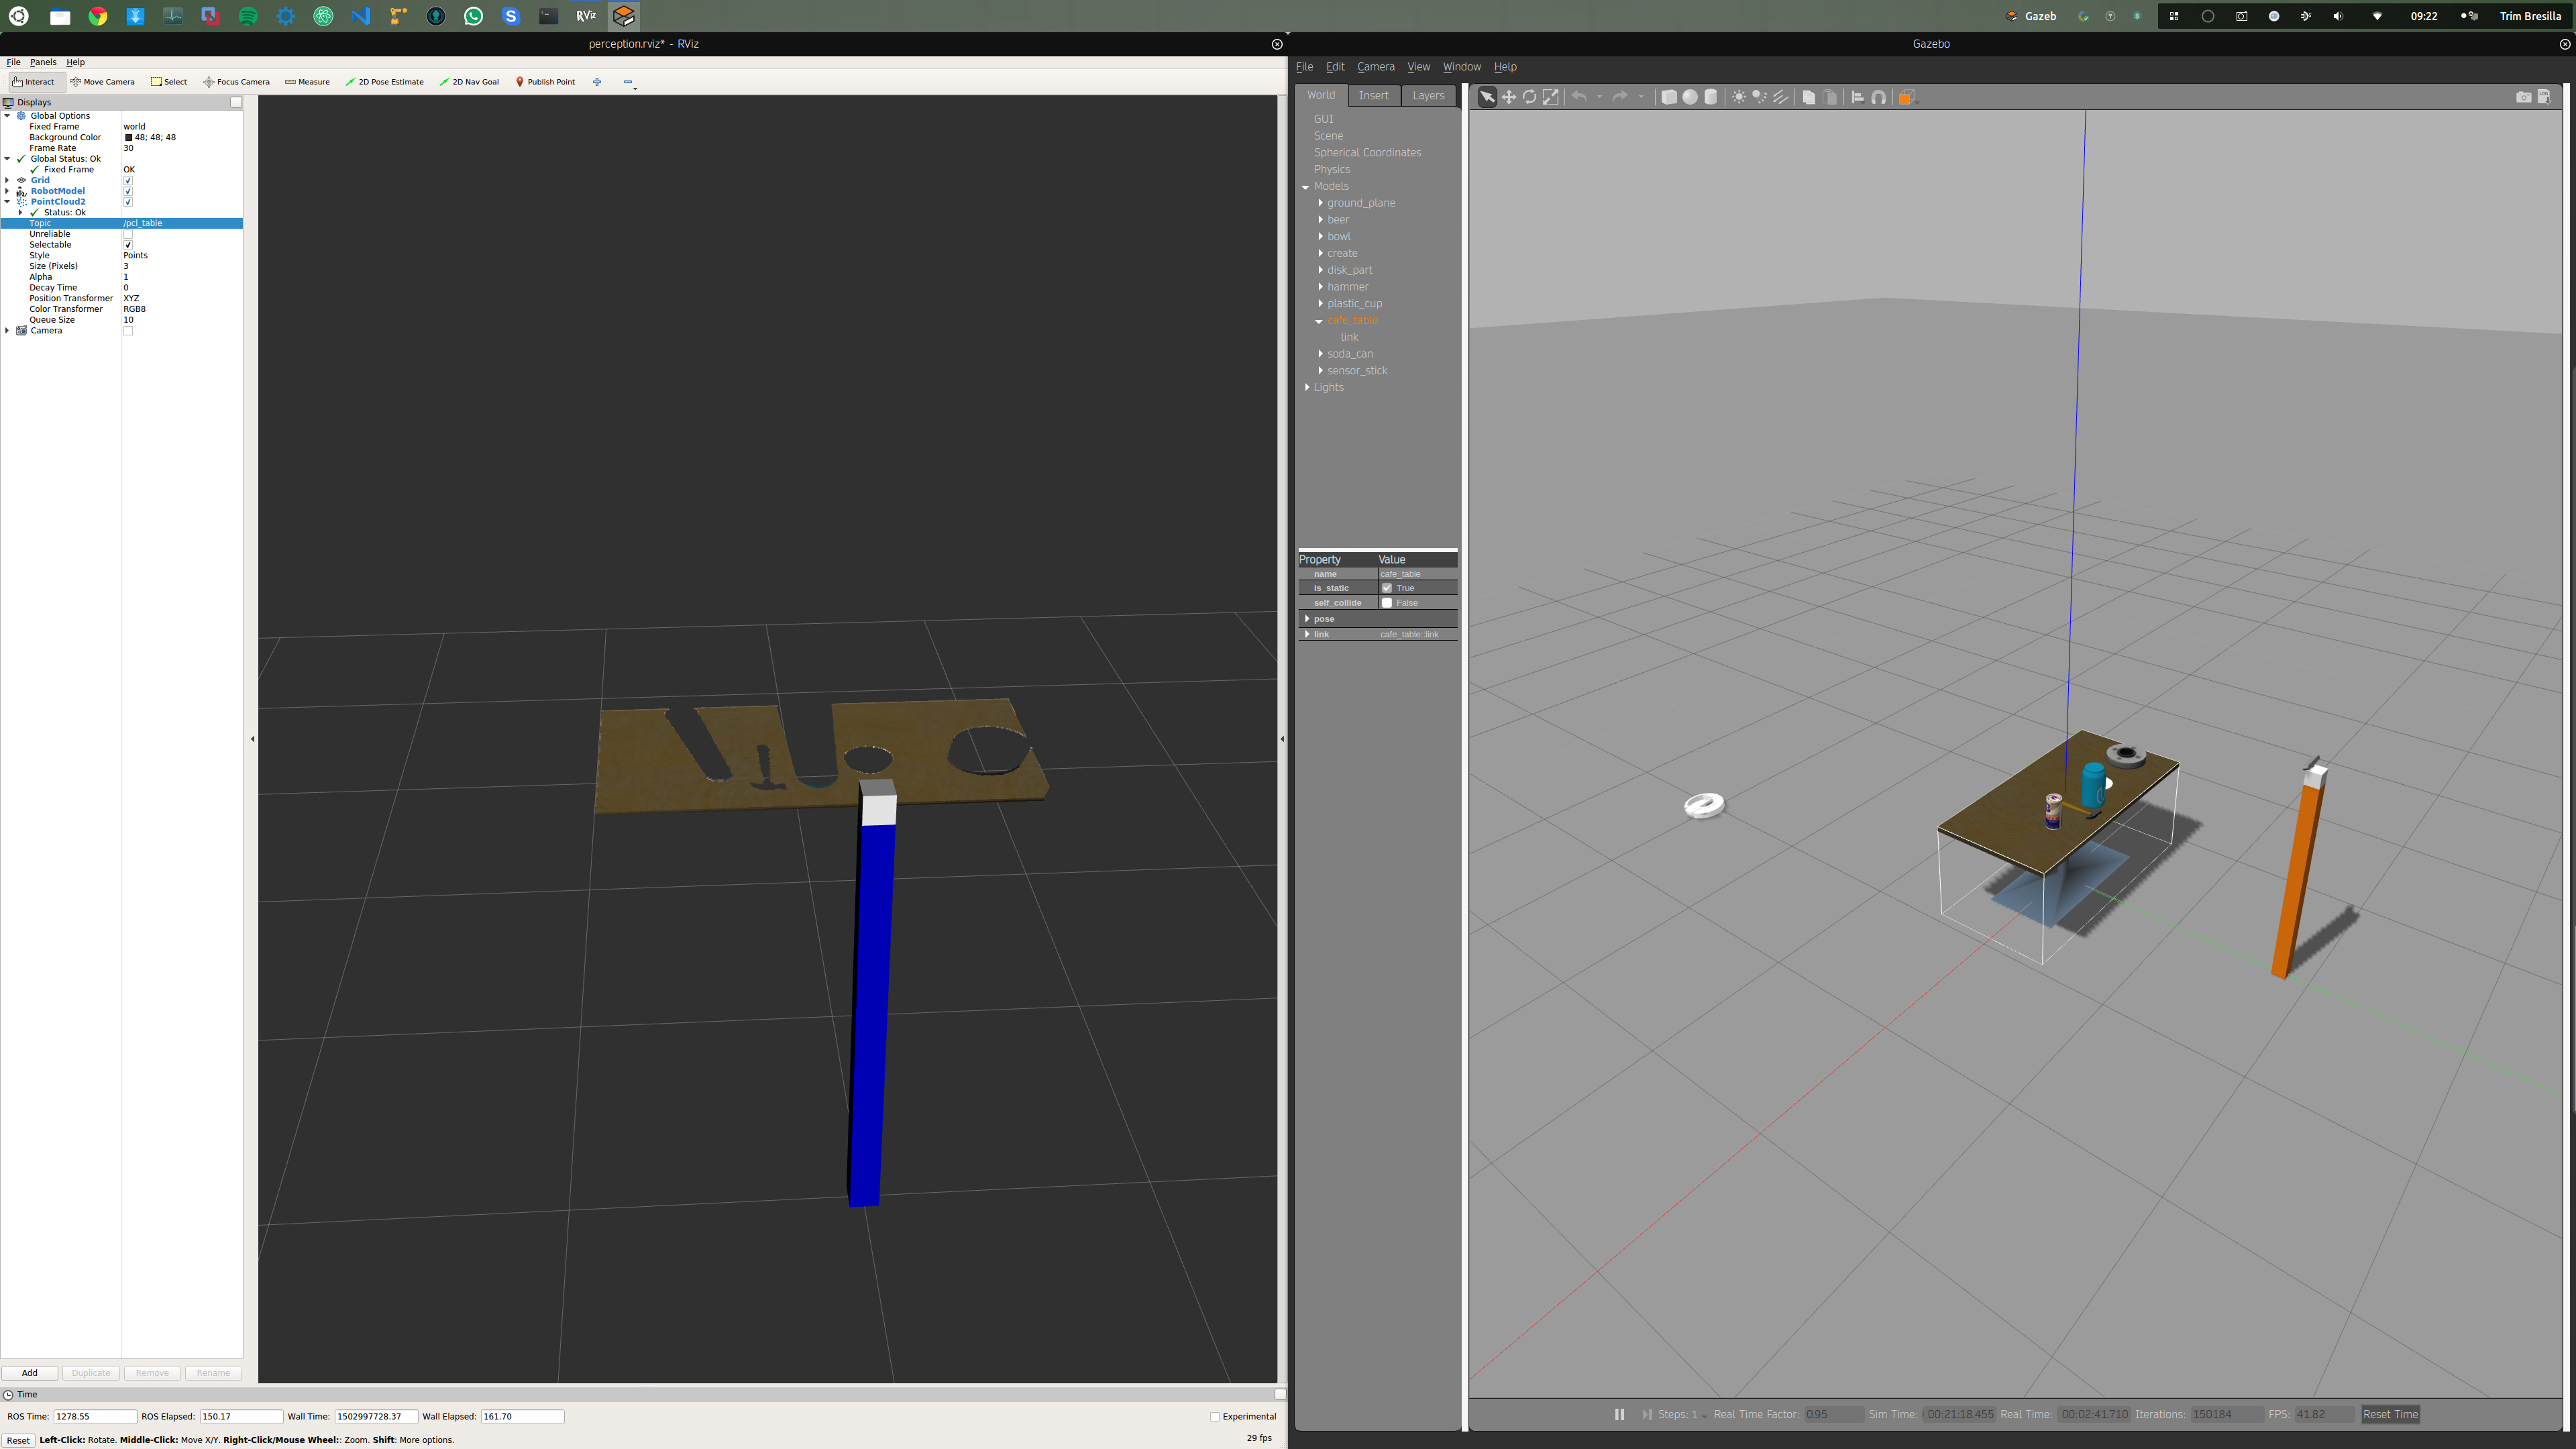 RViz
Gazeb
09:22
Trim Bresilla
perception.rviz* - RViz
File Panels Help
Interact Move Camera Select Focus Camera Measure 2D Pose Estimate 2D Nav Goal Publish Point
Displays
Global Options
Fixed Frame world
Background Color 48; 48; 48
Frame Rate 30
Global Status: Ok
Fixed Frame OK
Grid
RobotModel
PointCloud2
Status: Ok
Topic /pcl_table
Unreliable
Selectable
Style Points
Size (Pixels) 3
Alpha 1
Decay Time 0
Position Transformer XYZ
Color Transformer RGB8
Queue Size 10
Camera
Add Duplicate Remove Rename
Time
ROS Time: 1278.55 ROS Elapsed: 150.17 Wall Time: 1502997728.37 Wall Elapsed: 161.70 Experimental
Reset Left-Click: Rotate. Middle-Click: Move X/Y. Right-Click/Mouse Wheel:: Zoom. Shift: More options. 29 fps
Gazebo
File Edit Camera View Window Help
World Insert Layers
GUI
Scene
Spherical Coordinates
Physics
Models
ground_plane
beer
bowl
create
disk_part
hammer
plastic_cup
cafe_table
link
soda_can
sensor_stick
Lights
Property Value
name cafe_table
is_static True
self_collide False
pose
link cafe_table::link
Steps: 1 Real Time Factor: 0.95 Sim Time: 00:21:18.455 Real Time: 00:02:41.710 Iterations: 150184 FPS: 41.82 Reset Time